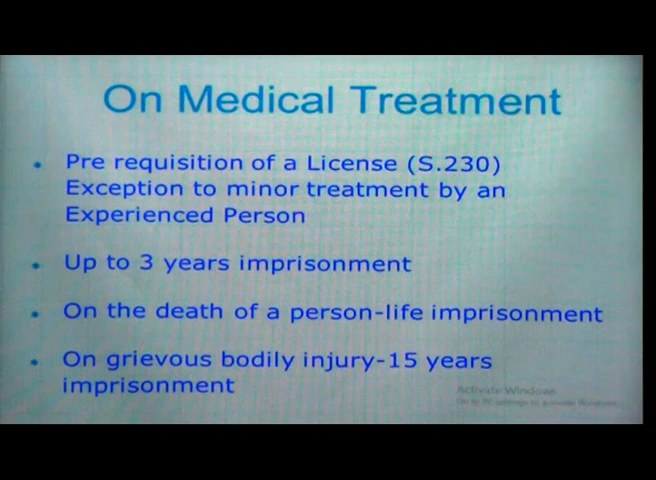 On Medical Treatment
• Pre requisition of a License (S.230)
Exception to minor treatment by an
Experienced Person
• Up to 3 years imprisonment
• On the death of a person-life imprisonment
• On grievous bodily injury-15 years
imprisonment
Activate Windows
Go to PC settings to activate Windows.